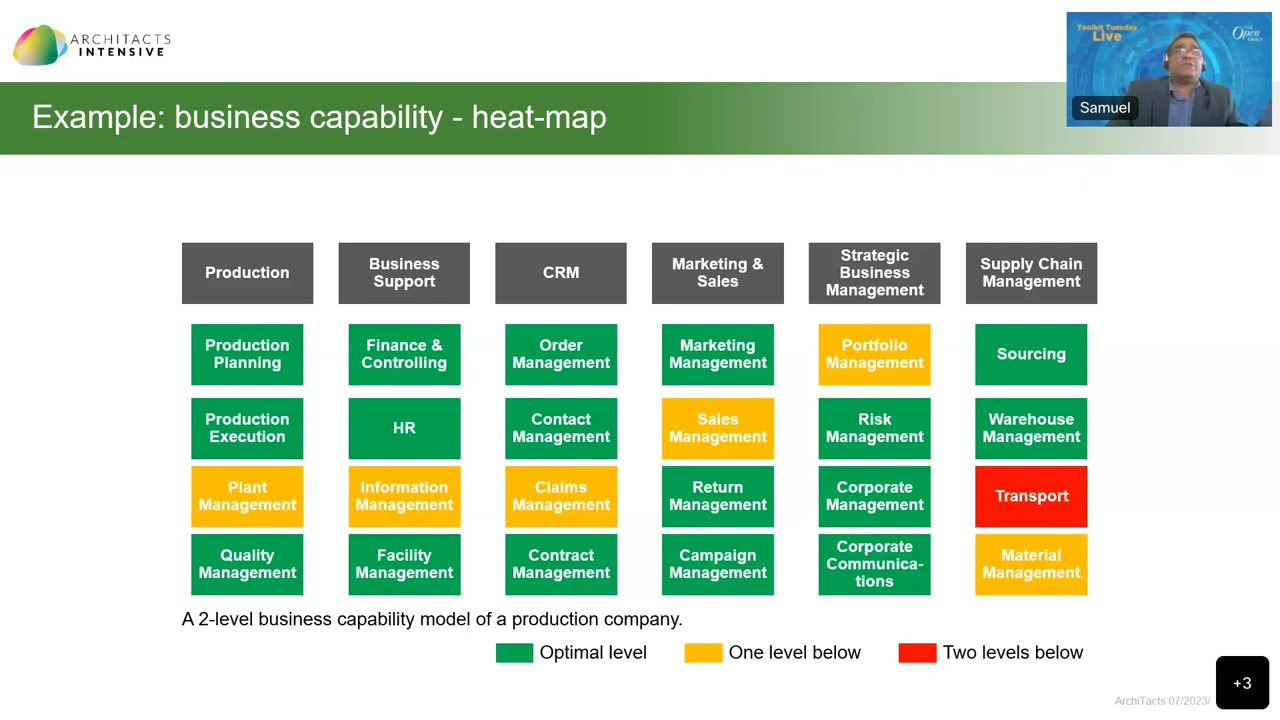 ARCHITACTS
INTENSIVE
Toolkit Tuesday
Live
THE
Open
GROUP
Samuel
Example: business capability - heat-map
Production
Business
Support
CRM
Marketing &
Sales
Strategic
Business
Management
Supply Chain
Management
Production
Planning
Finance &
Controlling
Order
Management
Marketing
Management
Portfolio
Management
Sourcing
Production
Execution
HR
Contact
Management
Sales
Management
Risk
Management
Warehouse
Management
Plant
Management
Information
Management
Claims
Management
Return
Management
Corporate
Management
Transport
Quality
Management
Facility
Management
Contract
Management
Campaign
Management
Corporate
Communica-
tions
Material
Management
A 2-level business capability model of a production company.
Optimal level
One level below
Two levels below
+3
ArchiTacts 07/2023/